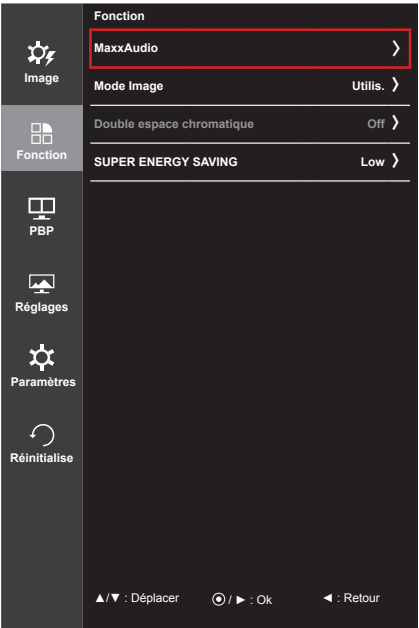 Fonction
MaxxAudio
Mode Image Utilis.
Double espace chromatique Off
SUPER ENERGY SAVING Low
Image
Fonction
PBP
Réglages
Paramètres
Réinitialise
▲/▼ : Déplacer ⦿ / ► : Ok ◄ : Retour